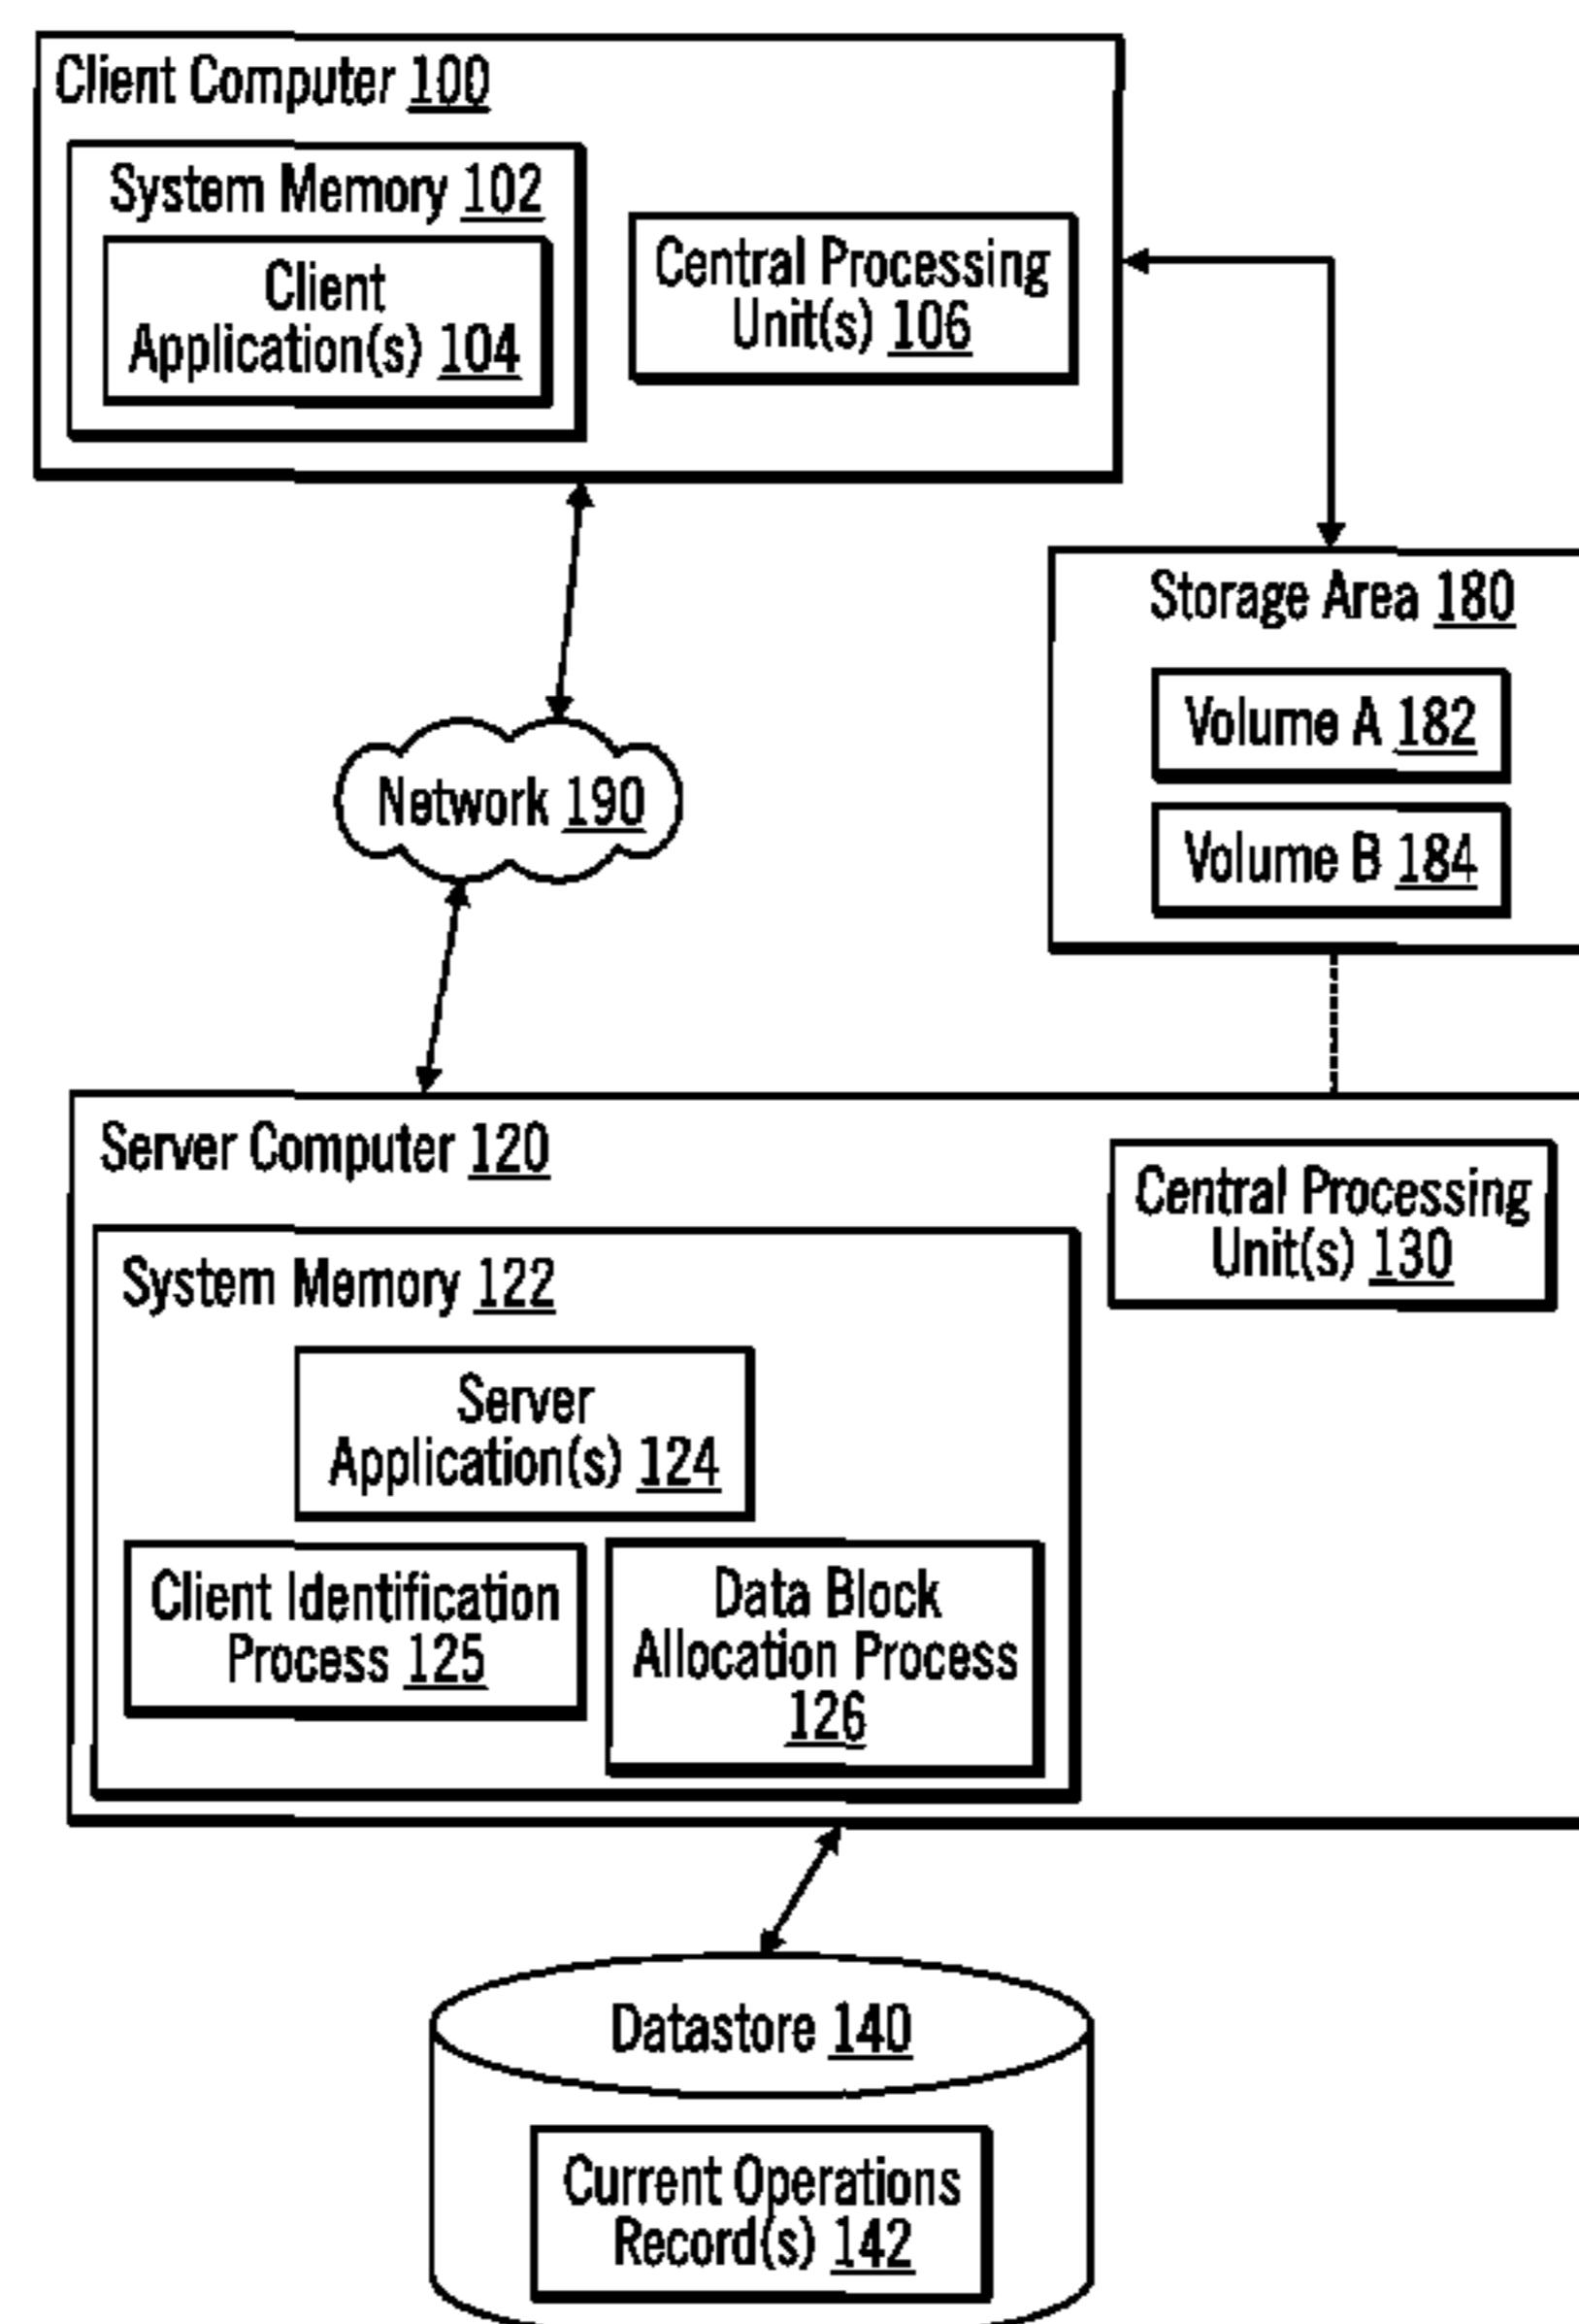 Client Computer 100
System Memory 102
Client
Application(s) 104
Central Processing
Unit(s) 106
Storage Area 180
Volume A 182
Volume B 184
Network 190
Server Computer 120
Central Processing
Unit(s) 130
System Memory 122
Server
Application(s) 124
Client Identification
Process 125
Data Block
Allocation Process
126
Datastore 140
Current Operations
Record(s) 142